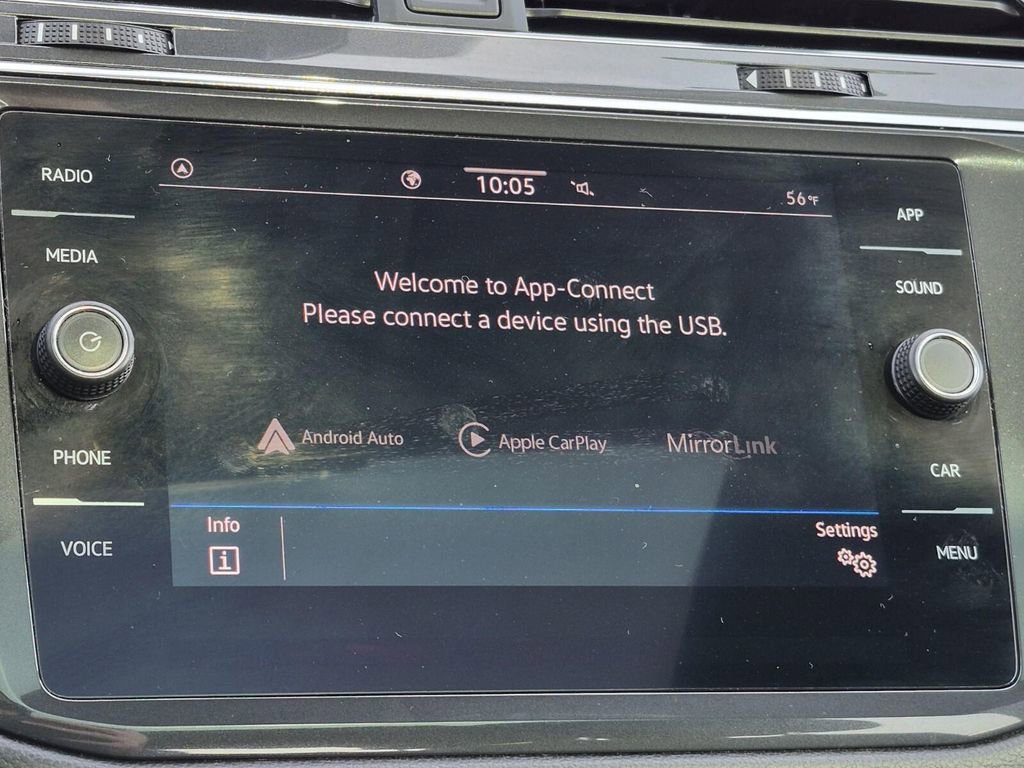 RADIO
MEDIA
PHONE
VOICE
10:05
56°F
Welcome to App-Connect
Please connect a device using the USB.
Android Auto
Apple CarPlay
MirrorLink
Info
i
Settings
APP
SOUND
CAR
MENU